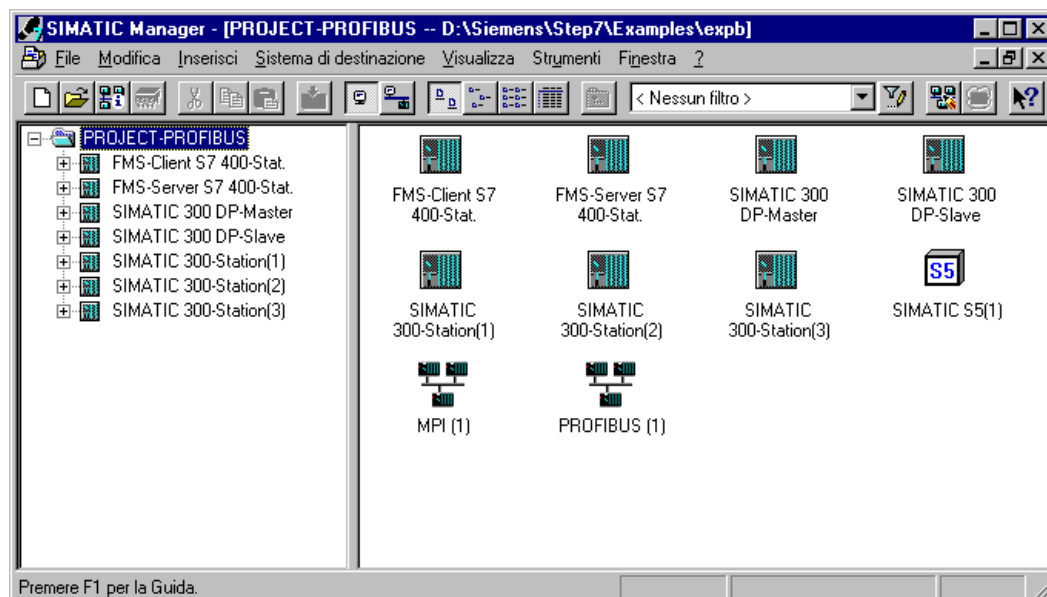 SIMATIC Manager - [PROJECT-PROFIBUS -- D:\Siemens\Step7\Examples\expb]
File Modifica Inserisci Sistema di destinazione Visualizza Strumenti Finestra ?
< Nessun filtro >
PROJECT-PROFIBUS
FMS-Client S7 400-Stat.
FMS-Server S7 400-Stat.
SIMATIC 300 DP-Master
SIMATIC 300 DP-Slave
SIMATIC 300-Station(1)
SIMATIC 300-Station(2)
SIMATIC 300-Station(3)
FMS-Client S7
400-Stat.
FMS-Server S7
400-Stat.
SIMATIC 300
DP-Master
SIMATIC 300
DP-Slave
SIMATIC
300-Station(1)
SIMATIC
300-Station(2)
SIMATIC
300-Station(3)
S5
SIMATIC S5(1)
MPI (1)
PROFIBUS (1)
Premere F1 per la Guida.